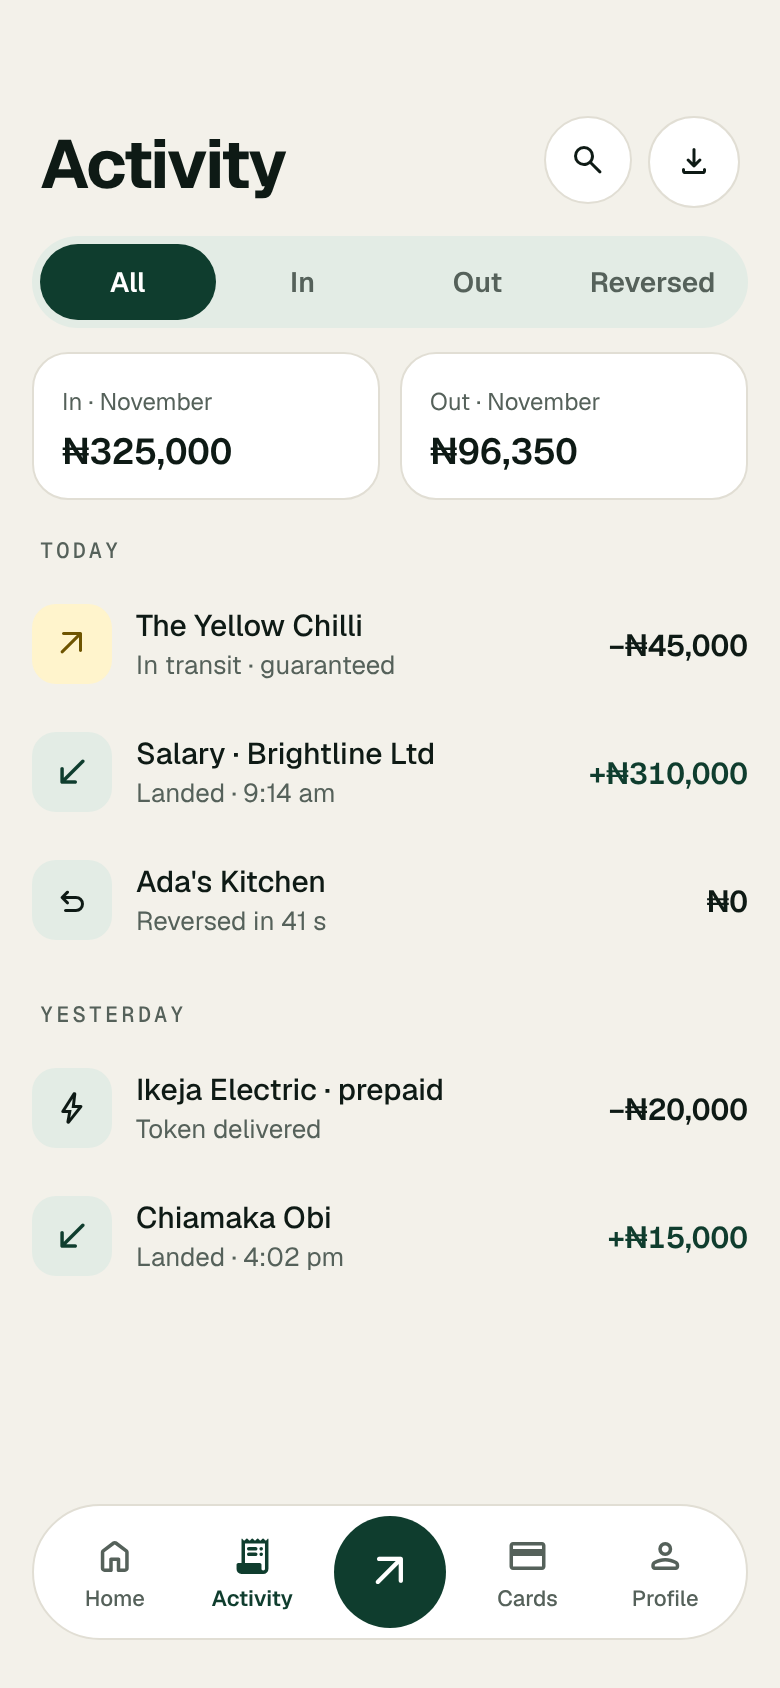 Activity
All
In
Out
Reversed
In · November
₦325,000
Out · November
₦96,350
TODAY
The Yellow Chilli
In transit · guaranteed
–₦45,000
Salary · Brightline Ltd
Landed · 9:14 am
+₦310,000
Ada's Kitchen
Reversed in 41 s
₦0
YESTERDAY
Ikeja Electric · prepaid
Token delivered
–₦20,000
Chiamaka Obi
Landed · 4:02 pm
+₦15,000
Home
Activity
Cards
Profile